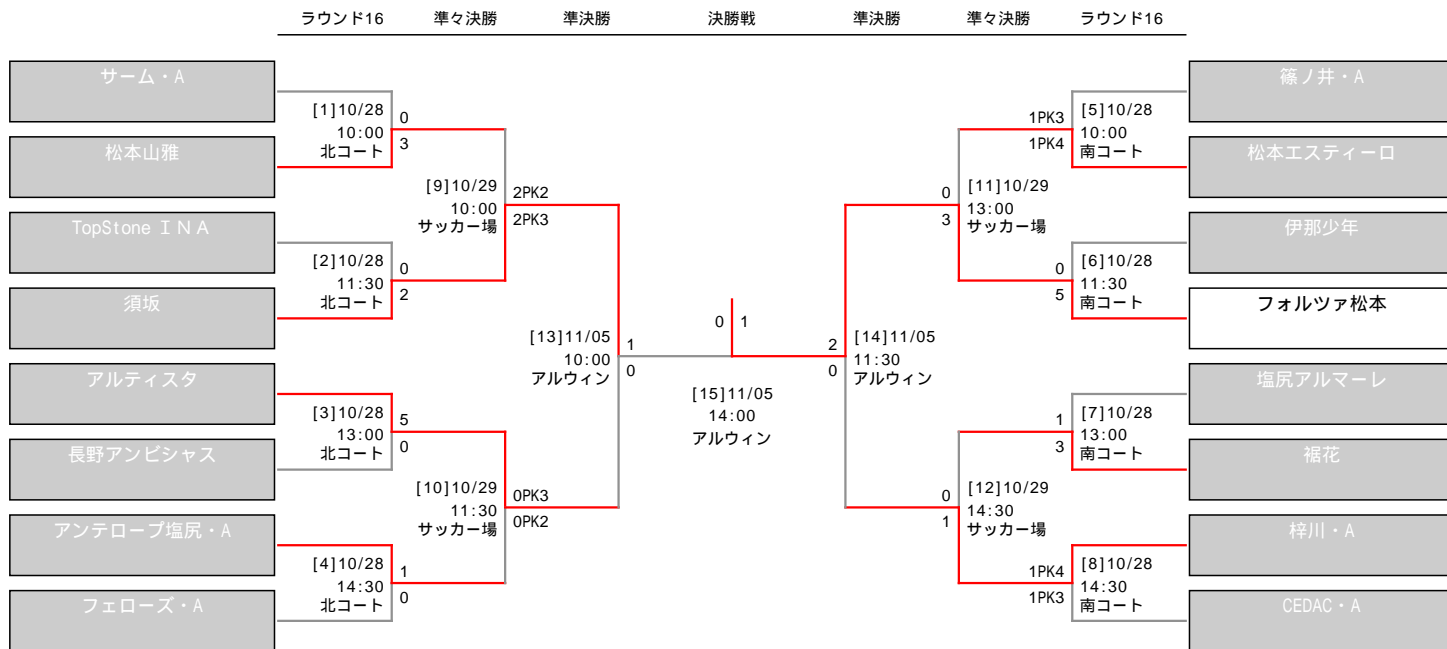 ラウンド16 準々決勝 準決勝 決勝戦 準決勝 準々決勝 ラウンド16
サーム・A
[1]10/28
10:00
北コート
0
3
松本山雅
[9]10/29
10:00
サッカー場
2PK2
2PK3
TopStone ＩＮＡ
[2]10/28
11:30
北コート
0
2
須坂
[13]11/05
10:00
アルウィン
1
0
アルティスタ
[3]10/28
13:00
北コート
5
0
長野アンビシャス
[10]10/29
11:30
サッカー場
0PK3
0PK2
アンテロープ塩尻・A
[4]10/28
14:30
北コート
1
0
フェローズ・A
0 1
[15]11/05
14:00
アルウィン
篠ノ井・A
1PK3
1PK4
[5]10/28
10:00
南コート
松本エスティーロ
0
3
[11]10/29
13:00
サッカー場
伊那少年
0
5
[6]10/28
11:30
南コート
フォルツァ松本
2
0
[14]11/05
11:30
アルウィン
塩尻アルマーレ
1
3
[7]10/28
13:00
南コート
裾花
0
1
[12]10/29
14:30
サッカー場
梓川・A
1PK4
1PK3
[8]10/28
14:30
南コート
CEDAC・A